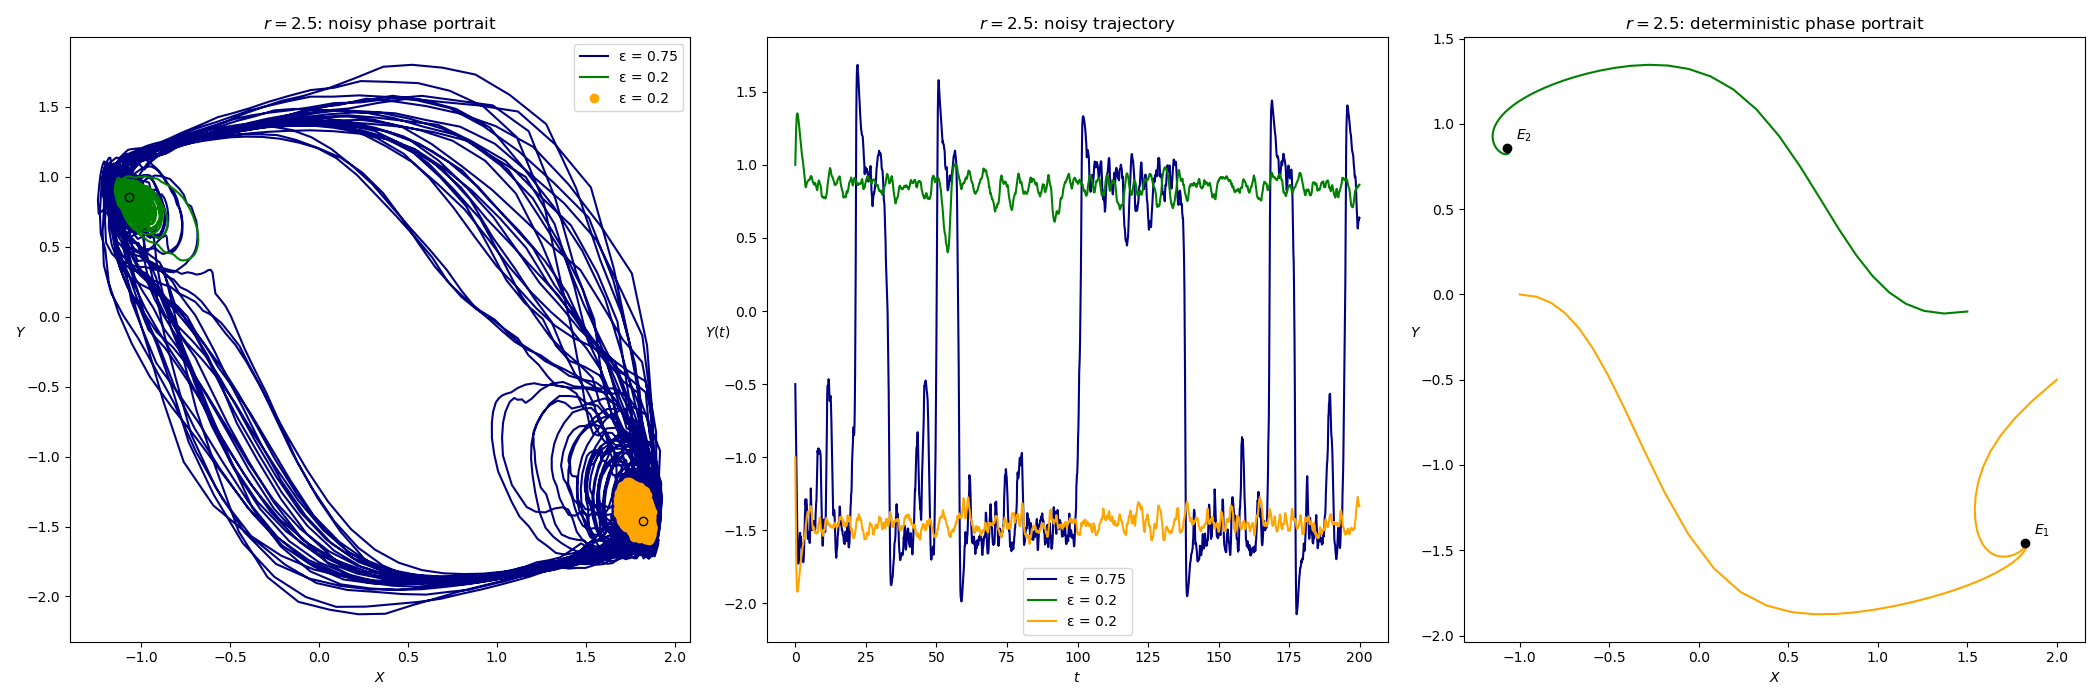 r = 2.5: noisy phase portrait
ε = 0.75
ε = 0.2
ε = 0.2
1.5
1.0
0.5
0.0
−0.5
−1.0
−1.5
−2.0
Y
−1.0 −0.5 0.0 0.5 1.0 1.5 2.0
X
r = 2.5: noisy trajectory
1.5
1.0
0.5
0.0
−0.5
−1.0
−1.5
−2.0
Y(t)
ε = 0.75
ε = 0.2
ε = 0.2
0 25 50 75 100 125 150 175 200
t
r = 2.5: deterministic phase portrait
1.5
1.0
0.5
0.0
−0.5
−1.0
−1.5
−2.0
Y
E2
E1
−1.0 −0.5 0.0 0.5 1.0 1.5 2.0
X